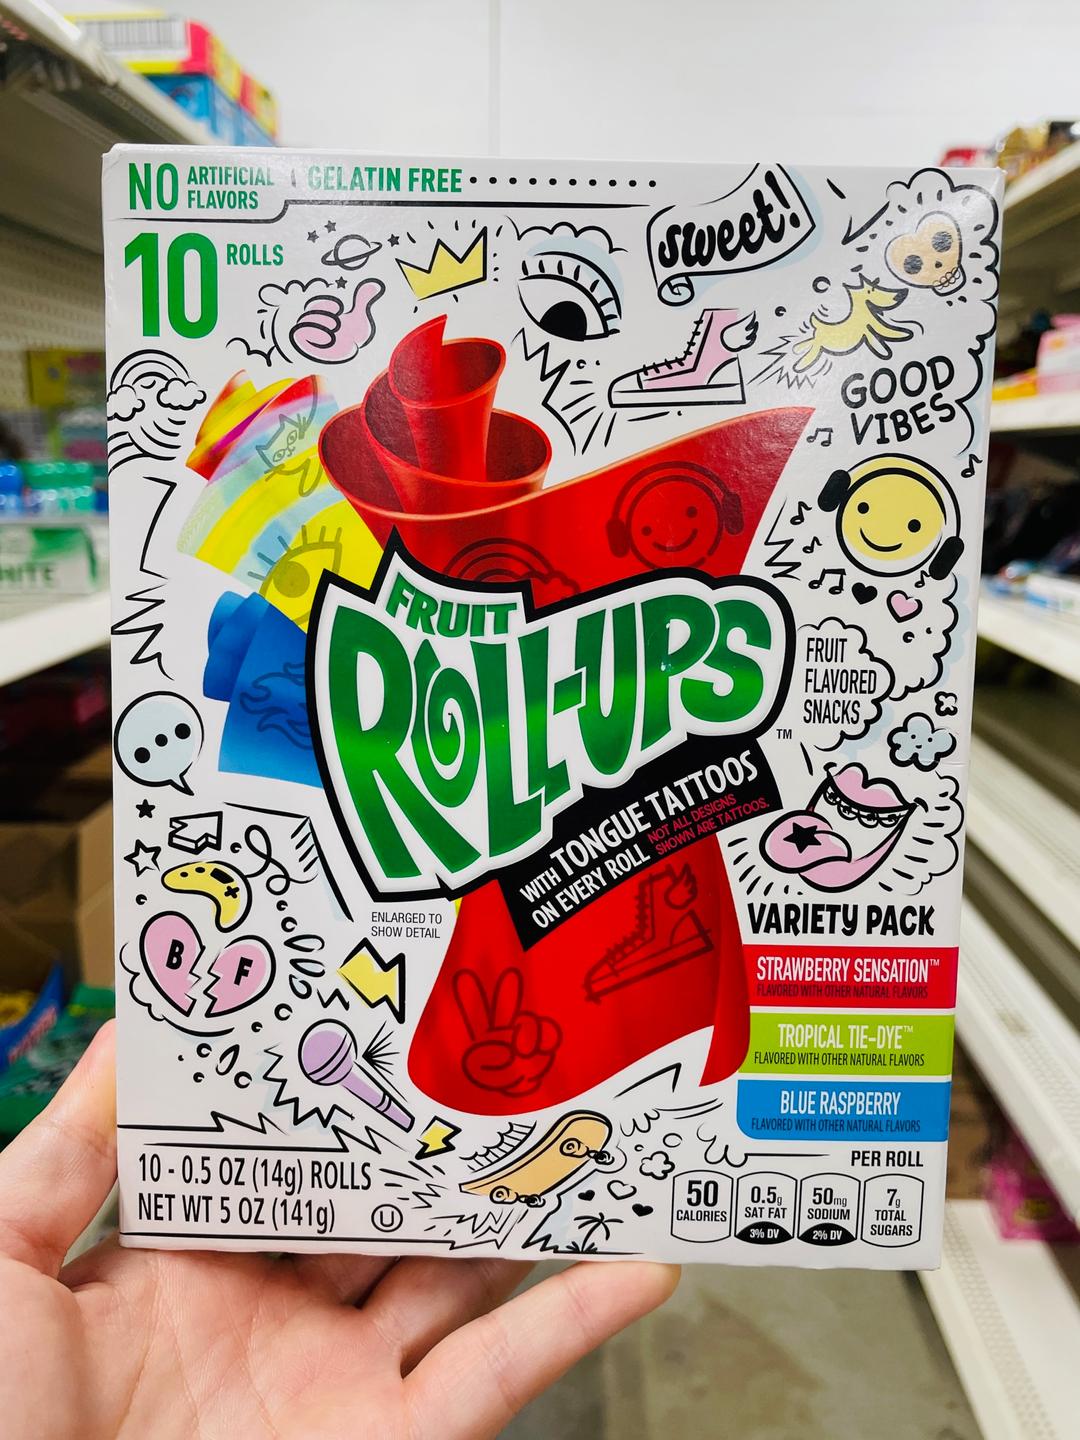 NO ARTIFICIAL FLAVORS
GELATIN FREE
10 ROLLS
sweet!
GOOD
VIBES
FRUIT
ROLL-UPS
TM
FRUIT
FLAVORED
SNACKS
WITH TONGUE TATTOOS
ON EVERY ROLL
NOT ALL DESIGNS
SHOWN ARE TATTOOS.
ENLARGED TO
SHOW DETAIL
B F
VARIETY PACK
STRAWBERRY SENSATION™
FLAVORED WITH OTHER NATURAL FLAVORS
TROPICAL TIE-DYE™
FLAVORED WITH OTHER NATURAL FLAVORS
BLUE RASPBERRY
FLAVORED WITH OTHER NATURAL FLAVORS
10 - 0.5 OZ (14g) ROLLS
NET WT 5 OZ (141g)
U
PER ROLL
50
CALORIES
0.5g
SAT FAT
3% DV
50mg
SODIUM
2% DV
7g
TOTAL
SUGARS